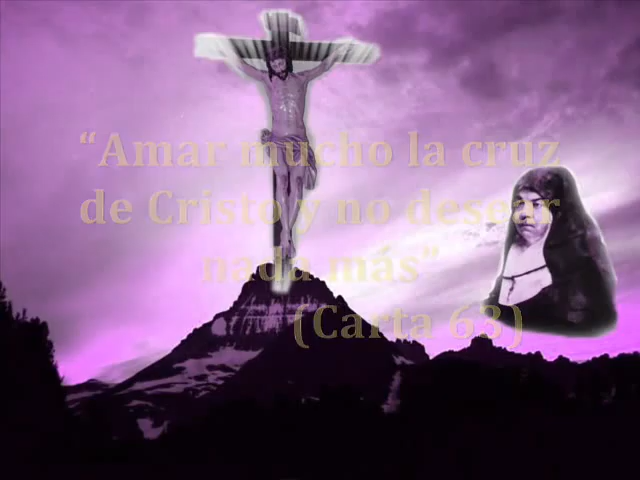 “Amar mucho la cruz
de Cristo y no desear
nada más”
(Carta 63)